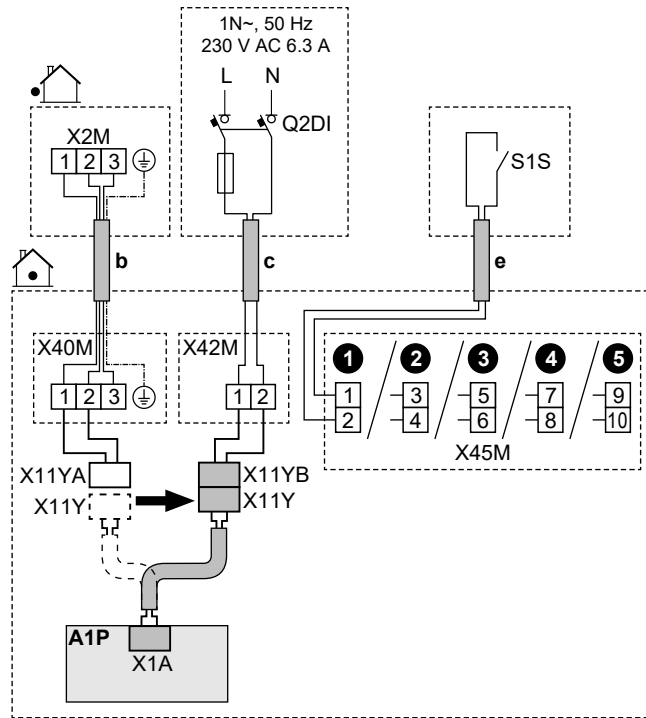 1N~, 50 Hz
230 V AC 6.3 A
L N
Q2DI
X2M
1 2 3
S1S
b
c
e
X40M
1 2 3
X42M
1 2
1 2 3 4 5
1 3 5 7 9
2 4 6 8 10
X45M
X11YA
X11YB
X11Y
X11Y
A1P
X1A